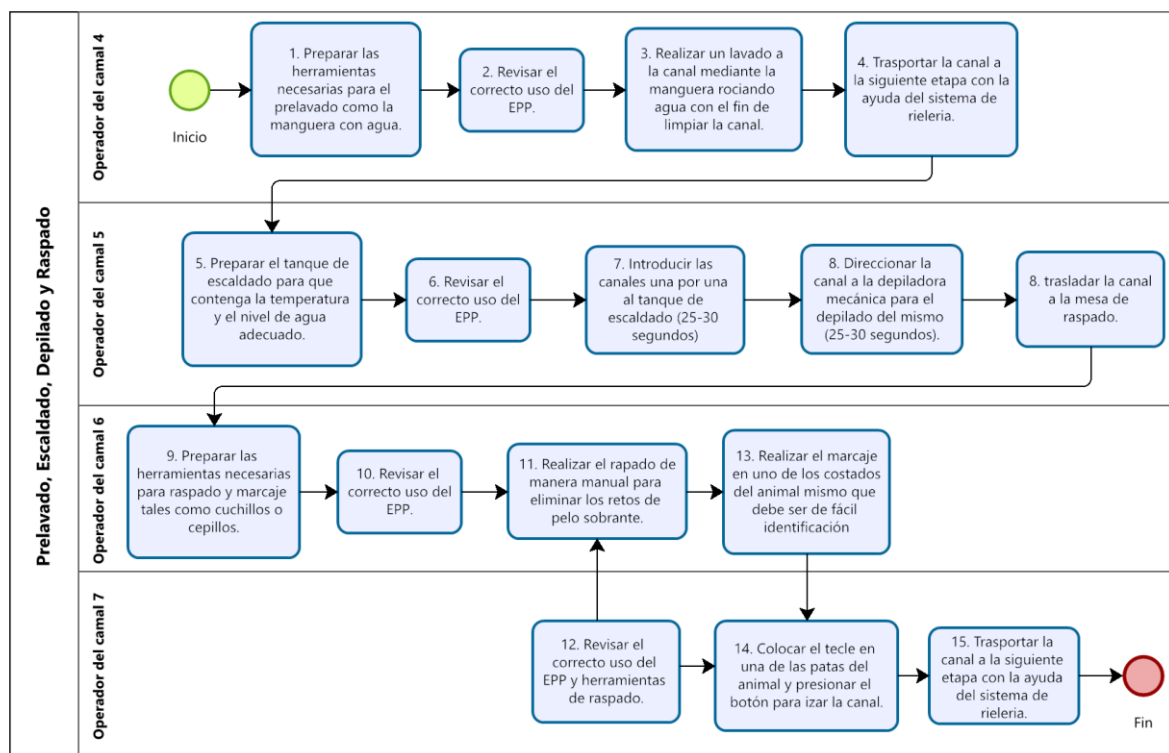 Prelavado, Escaldado, Depilado y Raspado
Operador del camal 4
Inicio
1. Preparar las
herramientas
necesarias para el
prelavado como la
manguera con agua.
2. Revisar el
correcto uso del
EPP.
3. Realizar un lavado a
la canal mediante la
manguera rociando
agua con el fin de
limpiar la canal.
4. Trasportar la canal a
la siguiente etapa con la
ayuda del sistema de
rieleria.
Operador del camal 5
5. Preparar el tanque de
escaldado para que
contenga la temperatura
y el nivel de agua
adecuado.
6. Revisar el
correcto uso del
EPP.
7. Introducir las
canales una por una
al tanque de
escaldado (25-30
segundos)
8. Direccionar la
canal a la depiladora
mecánica para el
depilado del mismo
(25-30 segundos).
8. trasladar la canal
a la mesa de
raspado.
Operador del camal 6
9. Preparar las
herramientas necesarias
para raspado y marcaje
tales como cuchillos o
cepillos.
10. Revisar el
correcto uso del
EPP.
11. Realizar el rapado de
manera manual para
eliminar los retos de
pelo sobrante.
13. Realizar el marcaje
en uno de los costados
del animal mismo que
debe ser de fácil
identificación
Operador del camal 7
12. Revisar el
correcto uso del
EPP y herramientas
de raspado.
14. Colocar el tecle en
una de las patas del
animal y presionar el
botón para izar la canal.
15. Trasportar la
canal a la siguiente
etapa con la ayuda
del sistema de
rieleria.
Fin